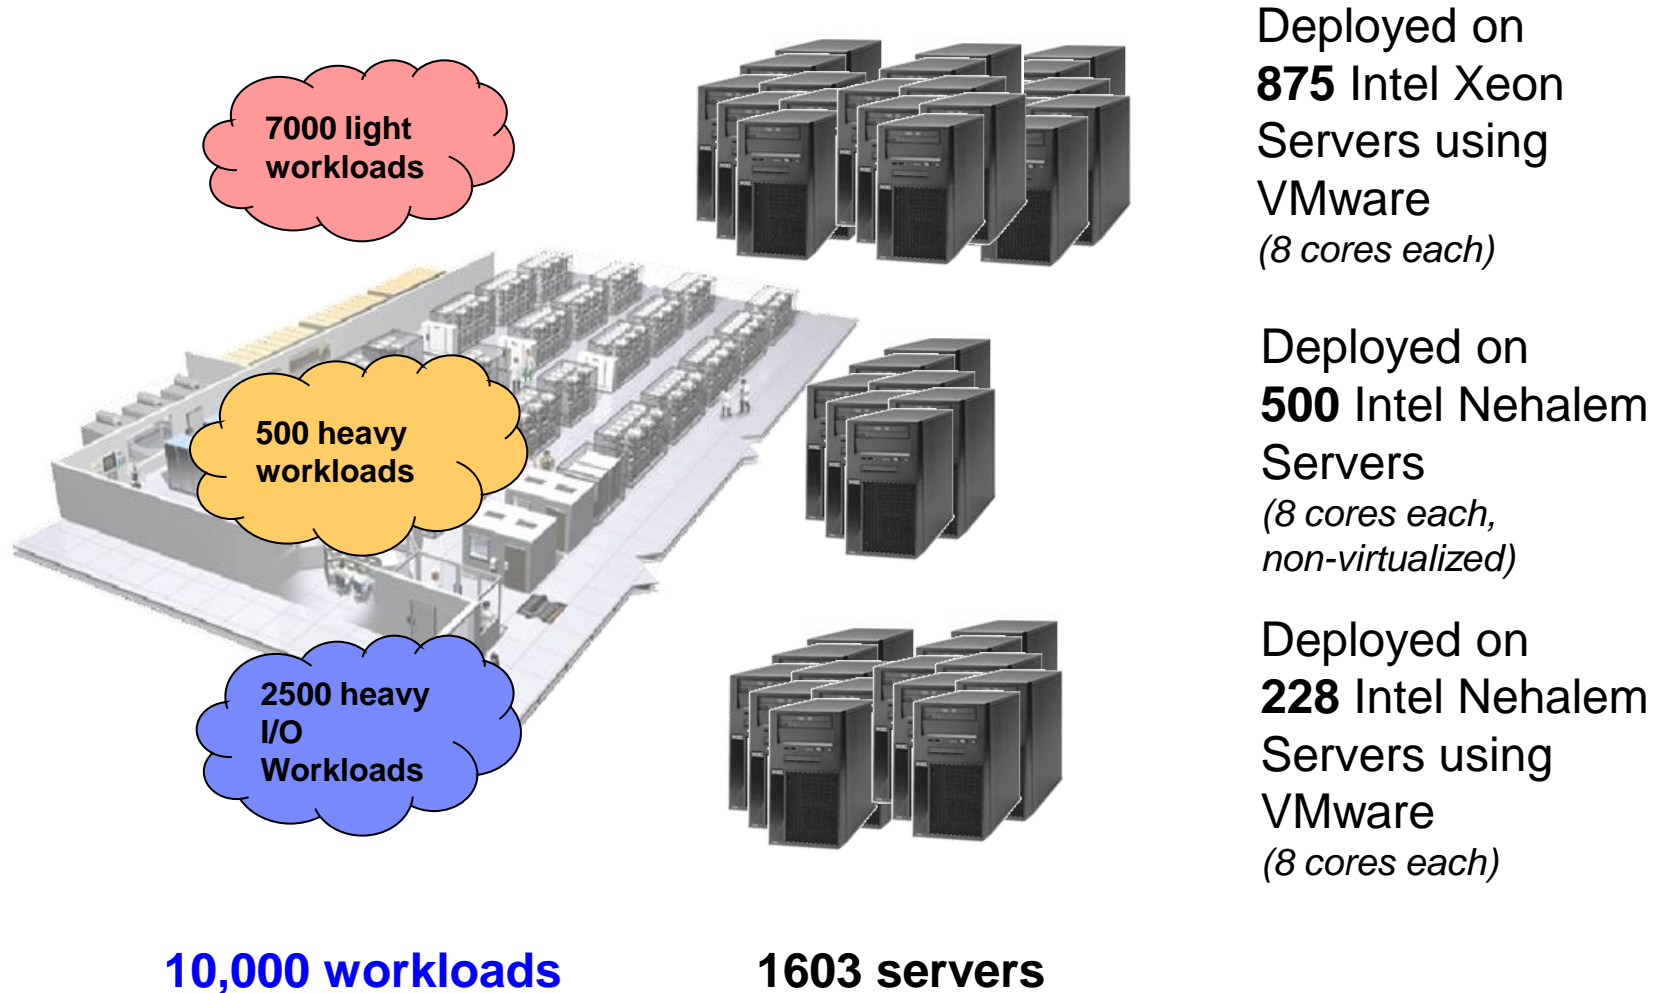 7000 light
workloads
Deployed on
875 Intel Xeon
Servers using
VMware
(8 cores each)
500 heavy
workloads
Deployed on
500 Intel Nehalem
Servers
(8 cores each,
non-virtualized)
2500 heavy
I/O
Workloads
Deployed on
228 Intel Nehalem
Servers using
VMware
(8 cores each)
10,000 workloads
1603 servers